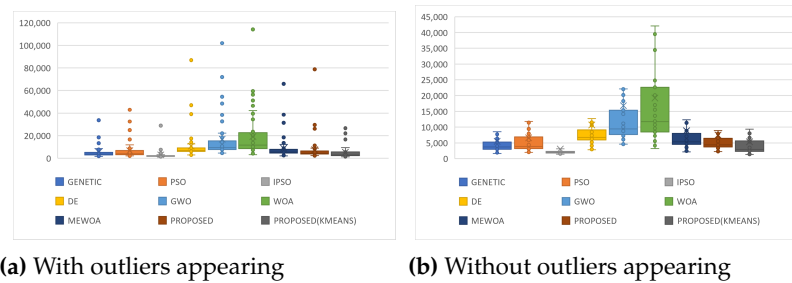 120,000
100,000
80,000
60,000
40,000
20,000
0
GENETIC PSO IPSO
DE GWO WOA
MEWOA PROPOSED PROPOSED(KMEANS)
(a) With outliers appearing
45,000
40,000
35,000
30,000
25,000
20,000
15,000
10,000
5,000
0
GENETIC PSO IPSO
DE GWO WOA
MEWOA PROPOSED PROPOSED(KMEANS)
(b) Without outliers appearing